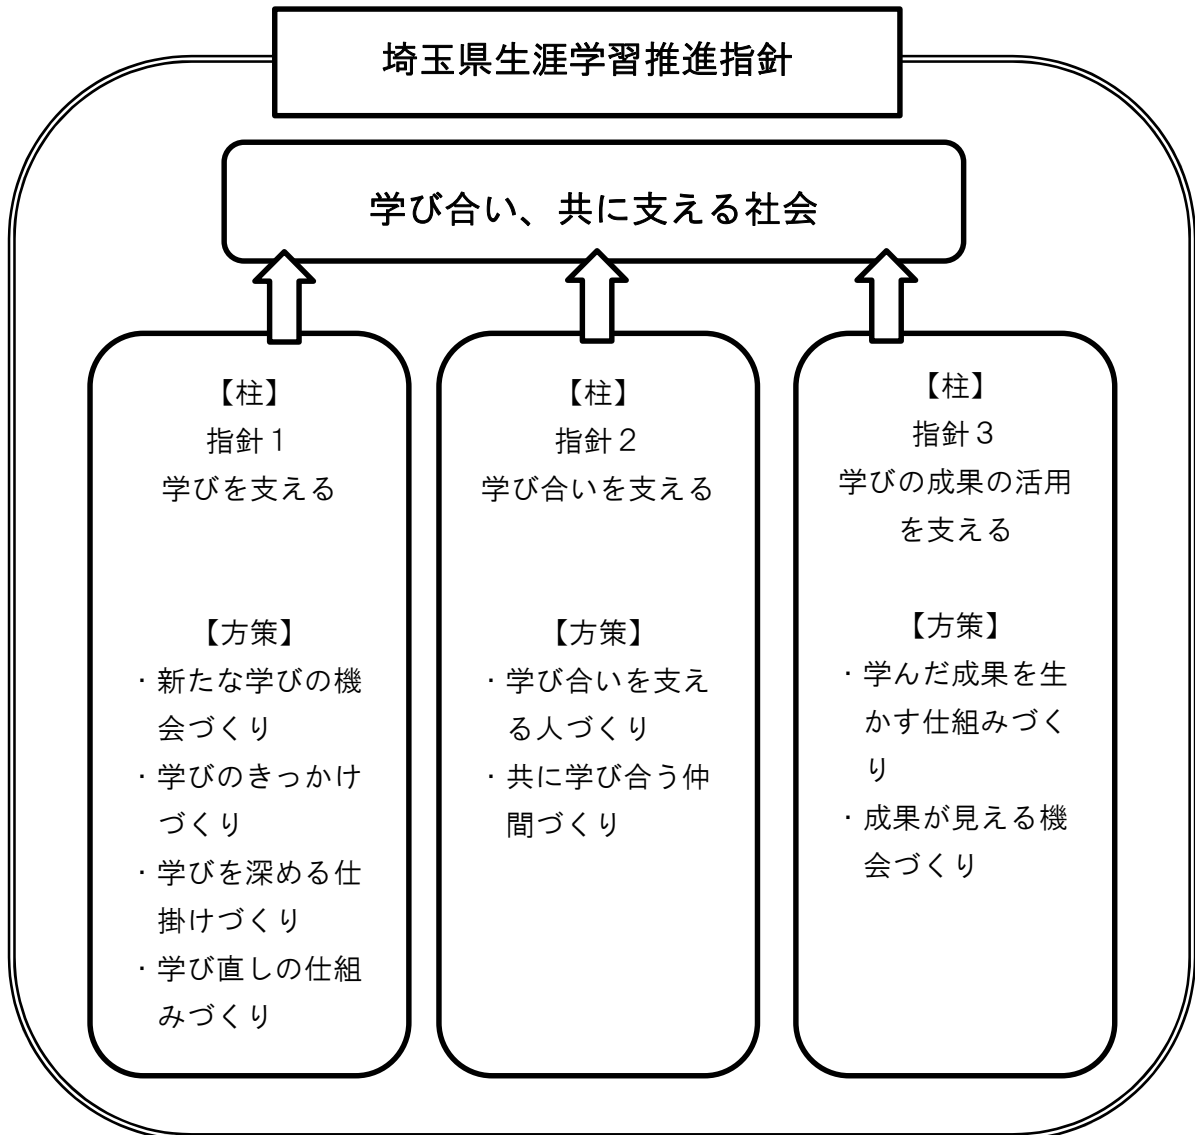 埼玉県生涯学習推進指針
学び合い、共に支える社会
【柱】
指針１
学びを支える
【方策】
・新たな学びの機
会づくり
・学びのきっかけ
づくり
・学びを深める仕
掛けづくり
・学び直しの仕組
みづくり
【柱】
指針２
学び合いを支える
【方策】
・学び合いを支え
る人づくり
・共に学び合う仲
間づくり
【柱】
指針３
学びの成果の活用
を支える
【方策】
・学んだ成果を生
かす仕組みづく
り
・成果が見える機
会づくり